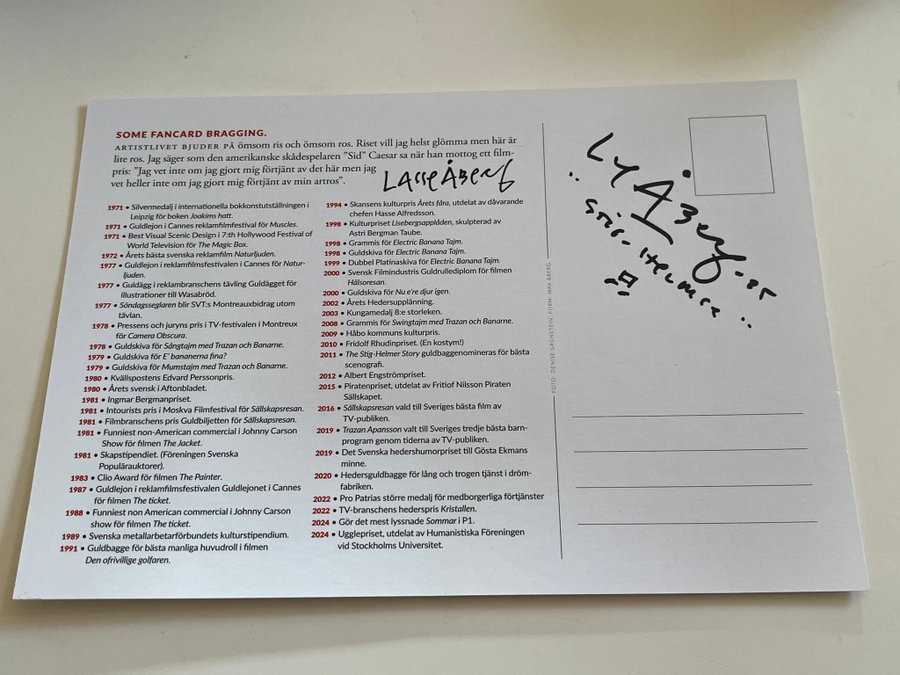 SOME FANCARD BRAGGING.
ARTISTLIVET BJUDER PÅ ömsom ris och ömsom ros. Riset vill jag helst glömma men här är
lite ros. Jag säger som den amerikanske skådespelaren "Sid" Caesar sa när han mottog ett film-
pris: "Jag vet inte om jag gjort mig förtjänt av det här men jag
vet heller inte om jag gjort mig förtjänt av min artros".
LASSE ÅBERG
1971 • Silvermedalj i internationella bokkonstutställningen i
Leipzig för boken Joakims hatt.
1971 • Guldlejon i Cannes reklamfilmfestival för Muscles.
1971 • Best Visual Scenic Design i 7:th Hollywood Festival of
World Television för The Magic Box.
1972 • Årets bästa svenska reklamfilm Naturljuden.
1977 • Guldlejon i reklamfilmsfestivalen i Cannes för Natur-
ljuden.
1977 • Guldägg i reklambranschens tävling Guldägget för
illustrationer till Wasabröd.
1977 • Söndagsseglaren blir SVT:s Montreauxbidrag utom
tävlan.
1978 • Pressens och juryns pris i TV-festivalen i Montreux
för Camera Obscura.
1978 • Guldskiva för Sångtajm med Trazan och Banarne.
1979 • Guldskiva för E' bananerna fina?
1979 • Guldskiva för Mumstajm med Trazan och Banarne.
1980 • Kvällspostens Edvard Perssonpris.
1980 • Årets svensk i Aftonbladet.
1981 • Ingmar Bergmanpriset.
1981 • Intourists pris i Moskva Filmfestival för Sällskapsresan.
1981 • Filmbranschens pris Guldbiljetten för Sällskapsresan.
1981 • Funniest non-American commercial i Johnny Carson
Show för filmen The Jacket.
1981 • Skapstipendiet. (Föreningen Svenska
Populärauktorer).
1983 • Clio Award för filmen The Painter.
1987 • Guldlejon i reklamfilmsfestivalen Guldlejonet i Cannes
för filmen The ticket.
1988 • Funniest non American commercial i Johnny Carson
show för filmen The ticket.
1989 • Svenska metallarbetarförbundets kulturstipendium.
1991 • Guldbagge för bästa manliga huvudroll i filmen
Den ofrivillige golfaren.
1994 • Skansens kulturpris Årets fåra, utdelat av dåvarande
chefen Hasse Alfredsson.
1998 • Kulturpriset Lisebergsapplåden, skulpterad av
Astri Bergman Taube.
1998 • Grammis för Electric Banana Tajm.
1998 • Guldskiva för Electric Banana Tajm.
1999 • Dubbel Platinaskiva för Electric Banana Tajm.
2000 • Svensk Filmindustris Guldrullediplom för filmen
Hälsoresan.
2000 • Guldskiva för Nu e're djur igen.
2002 • Årets Hedersupplänning.
2003 • Kungamedalj 8:e storleken.
2008 • Grammis för Swingtajm med Trazan och Banarne.
2009 • Håbo kommuns kulturpris.
2010 • Fridolf Rhudinpriset. (En kostym!)
2011 • The Stig-Helmer Story guldbaggenomineras för bästa
scenografi.
2012 • Albert Engströmpriset.
2015 • Piratenpriset, utdelat av Fritiof Nilsson Piraten
Sällskapet.
2016 • Sällskapsresan vald till Sveriges bästa film av
TV-publiken.
2019 • Trazan Apansson valt till Sveriges tredje bästa barn-
program genom tiderna av TV-publiken.
2019 • Det Svenska hedershumorpriset till Gösta Ekmans
minne.
2020 • Hedersguldbagge för lång och trogen tjänst i dröm-
fabriken.
2022 • Pro Patrias större medalj för medborgerliga förtjänster
2022 • TV-branschens hederspris Kristallen.
2024 • Gör det mest lyssnade Sommar i P1.
2024 • Ugglepriset, utdelat av Humanistiska Föreningen
vid Stockholms Universitet.
FOTO: DENISE GRÜNSTEIN. FORM: MAX ÅBERG
ÅBERG
STIG-HELMER